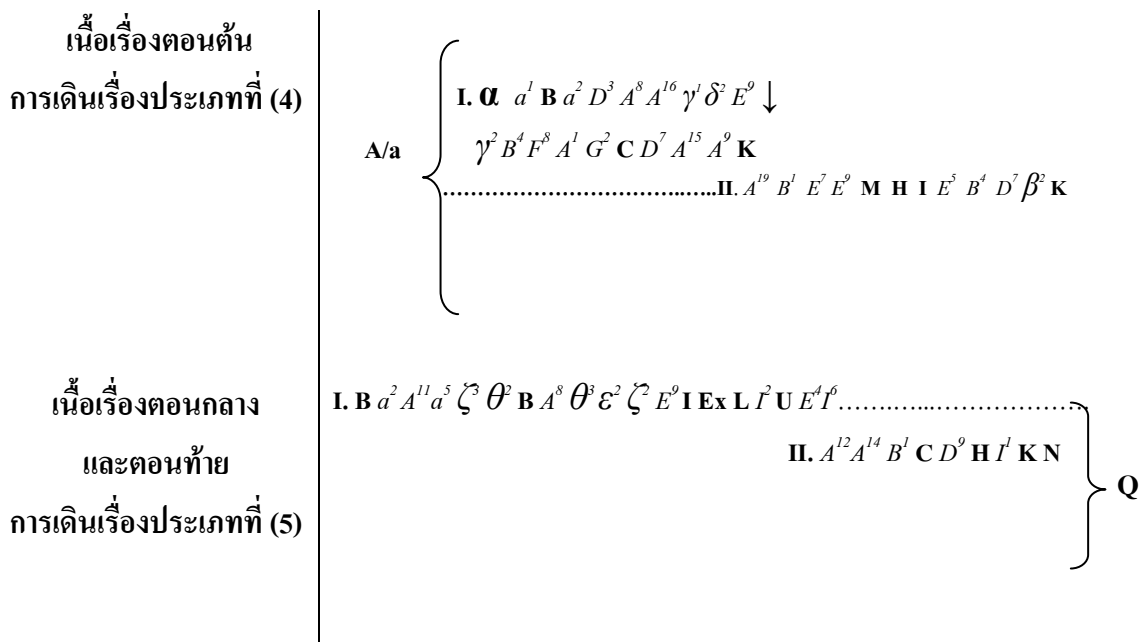 เนื้อเรื่องตอนต้น
การเดินเรื่องประเภทที่ (4)
A/a
I. α a¹ B a² D³ A⁸ A¹⁶ γ¹ δ² E⁹ ↓
γ² B⁴ F⁸ A¹ G² C D⁷ A¹⁵ A⁹ K
…………………………………II. A¹⁹ B¹ E⁷ E⁹ M H I E⁵ B⁴ D⁷ β² K
เนื้อเรื่องตอนกลาง
และตอนท้าย
การเดินเรื่องประเภทที่ (5)
I. B a² A¹¹ a⁵ ζ³ θ² B A⁸ θ³ ε² ζ² E⁹ I Ex L I² U E⁴ I⁶……………………………
II. A¹² A¹⁴ B¹ C D⁹ H I¹ K N
Q